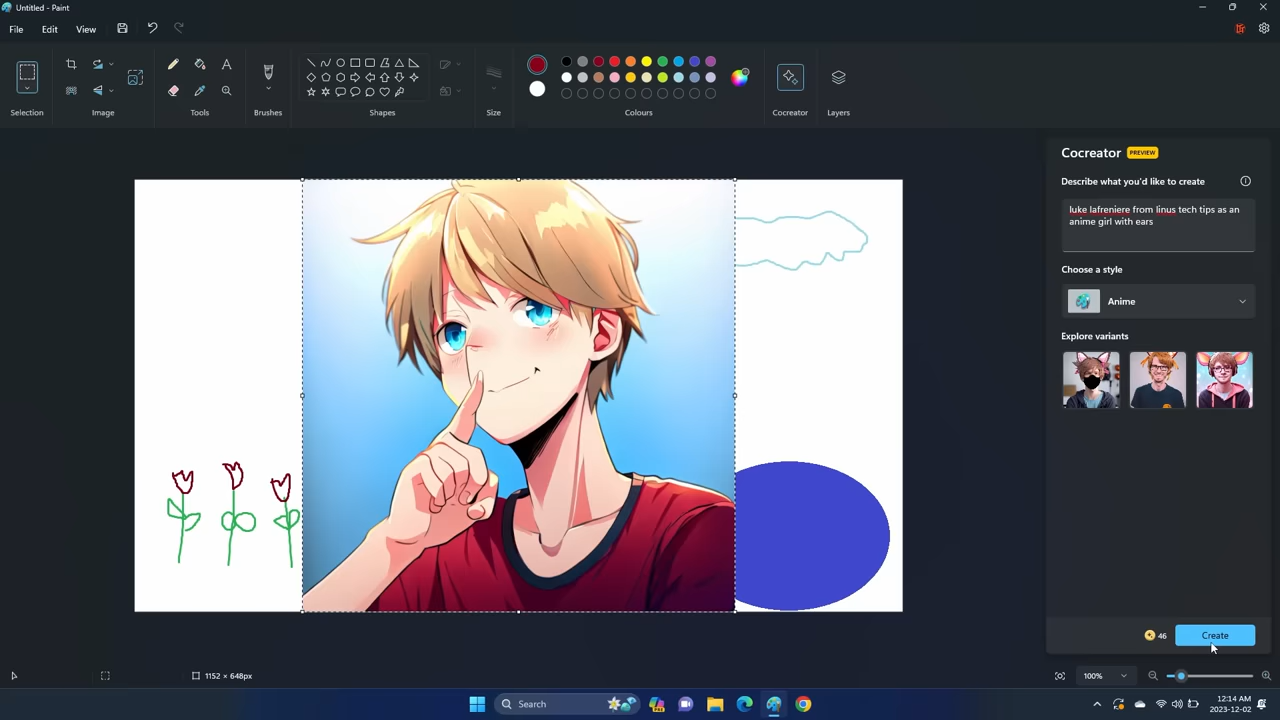 Untitled - Paint
File Edit View
Selection Image Tools Brushes Shapes Size Colours Cocreator Layers
Cocreator PREVIEW
Describe what you'd like to create
luke lafreniere from linus tech tips as an
anime girl with ears
Choose a style
Anime
Explore variants
46 Create
1152 × 648px
100%
Search
12:14 AM
2023-12-02